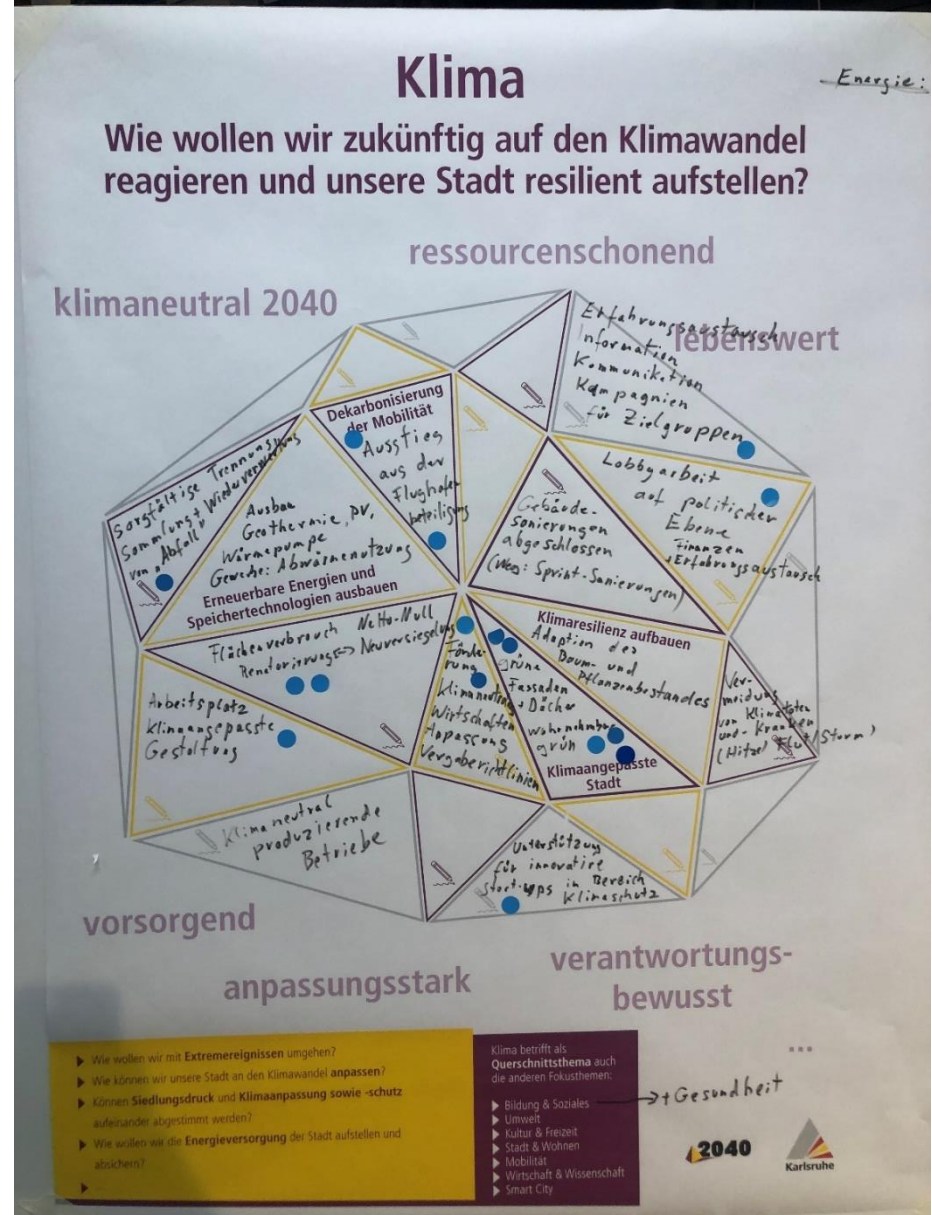 Klima
Energie:
Wie wollen wir zukünftig auf den Klimawandel
reagieren und unsere Stadt resilient aufstellen?
ressourcenschonend
klimaneutral 2040
lebenswert
Erfahrungsaustausch
Information
Kommunikation
Kampagnien
für Zielgruppen
Dekarbonisierung
der Mobilität
Ausstieg
aus der
Flughafen
beteiligung
Sorgfältige Trennung
Sammlung + Wiederverwertung
von "Abfall"
Ausbau
Geothermie, PV,
Wärmepumpe
Gewerbe: Abwärmenutzung
Erneuerbare Energien und
Speichertechnologien ausbauen
Gebäude-
sanierungen
abgeschlossen
(Weg: Sprint-Sanierungen)
Lobbyarbeit
auf politischer
Ebene
Finanzen
+ Erfahrungsaustausch
Flächenverbrauch Netto-Null
Renaturierung <-> Neuversiegelung
Klimaresilienz aufbauen
Adaption des
Baum- und
Pflanzenbestandes
Arbeitsplatz
Klimaangepasste
Gestaltung
Förde-
rung
Klimaneutral
Wirtschaften
Anpassung
Vergaberichtlinien
grüne
Fassaden
+ Dächer
wohnortnahes
grün
Klimaangepasste
Stadt
Ver-
meidung
von Klimatoten
und -Kranken
(Hitze/Flut/Sturm)
Klimaneutral
produzierende
Betriebe
Unterstützung
für innovative
Start-ups in Bereich
Klimaschutz
vorsorgend
anpassungsstark
verantwortungs-
bewusst
Wie wollen wir mit Extremereignissen umgehen?
Wie können wir unsere Stadt an den Klimawandel anpassen?
Können Siedlungsdruck und Klimaanpassung sowie -schutz
aufeinander abgestimmt werden?
Wie wollen wir die Energieversorgung der Stadt aufstellen und
absichern?
Klima betrifft als
Querschnittsthema auch
die anderen Fokusthemen:
Bildung & Soziales
Umwelt
Kultur & Freizeit
Stadt & Wohnen
Mobilität
Wirtschaft & Wissenschaft
Smart City
→ + Gesundheit
...
2040
Karlsruhe